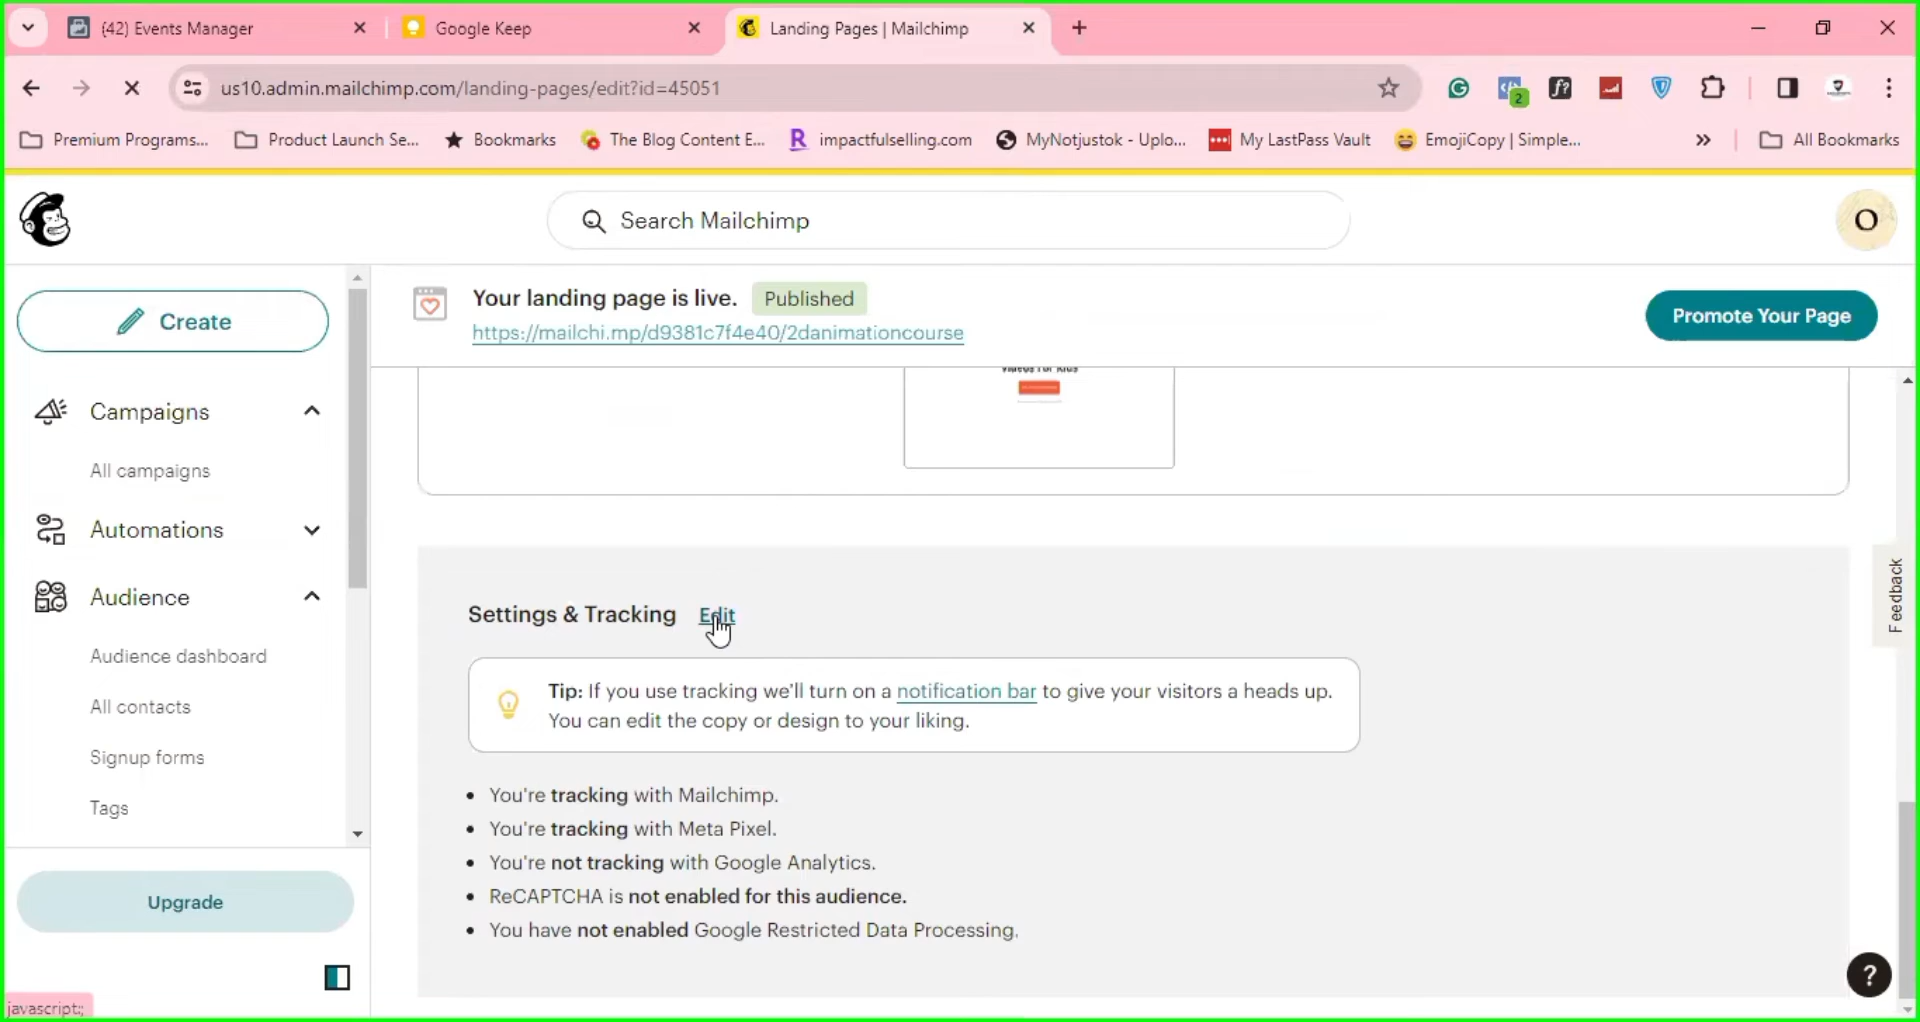 (42) Events Manager
Google Keep
Landing Pages | Mailchimp
us10.admin.mailchimp.com/landing-pages/edit?id=45051
2
f?
Premium Programs...
Product Launch Se...
Bookmarks
The Blog Content E...
R
impactfulselling.com
MyNotjustok - Uplo...
My LastPass Vault
EmojiCopy | Simple...
»
All Bookmarks
Search Mailchimp
O
Create
Your landing page is live.
Published
https://mailchi.mp/d9381c7f4e40/2danimationcourse
Promote Your Page
Videos For Kids
Campaigns
All campaigns
Automations
Audience
Audience dashboard
All contacts
Signup forms
Tags
Upgrade
Settings & Tracking Edit
Tip: If you use tracking we'll turn on a notification bar to give your visitors a heads up.
You can edit the copy or design to your liking.
• You're tracking with Mailchimp.
• You're tracking with Meta Pixel.
• You're not tracking with Google Analytics.
• ReCAPTCHA is not enabled for this audience.
• You have not enabled Google Restricted Data Processing.
Feedback
?
javascript:;